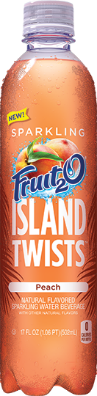 NEW!
SPARKLING
Fruit2O
ISLAND
TWISTS
Peach
NATURAL FLAVORED
SPARKLING WATER BEVERAGE
WITH OTHER NATURAL FLAVORS
17 FL OZ (1.06 PT) (502mL)
0